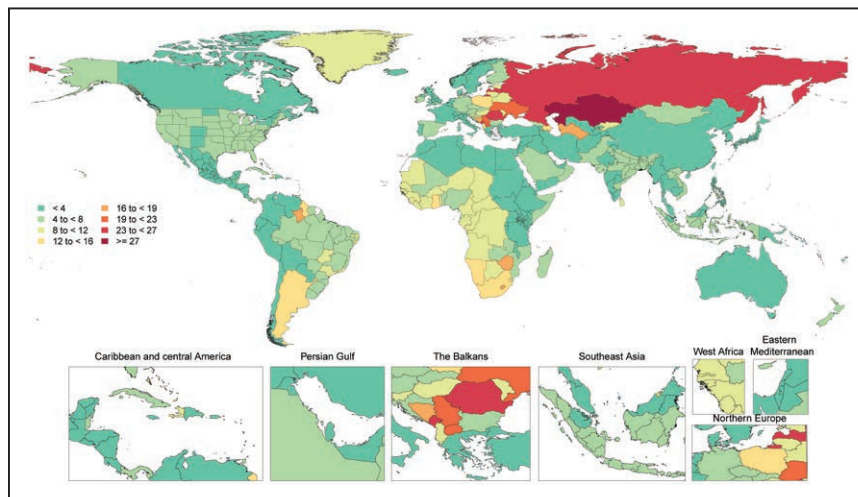 < 4
4 to < 8
8 to < 12
12 to < 16
16 to < 19
19 to < 23
23 to < 27
>= 27
Caribbean and central America
Persian Gulf
The Balkans
Southeast Asia
West Africa
Eastern
Mediterranean
Northern Europe